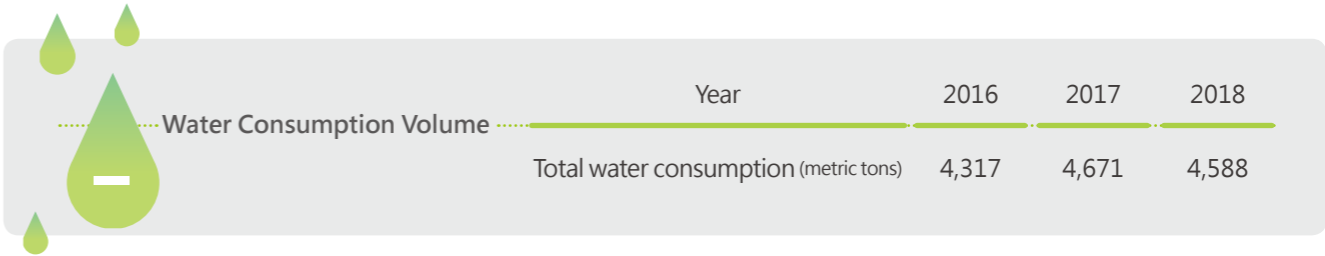 Year 2016 2017 2018
Water Consumption Volume
Total water consumption (metric tons) 4,317 4,671 4,588